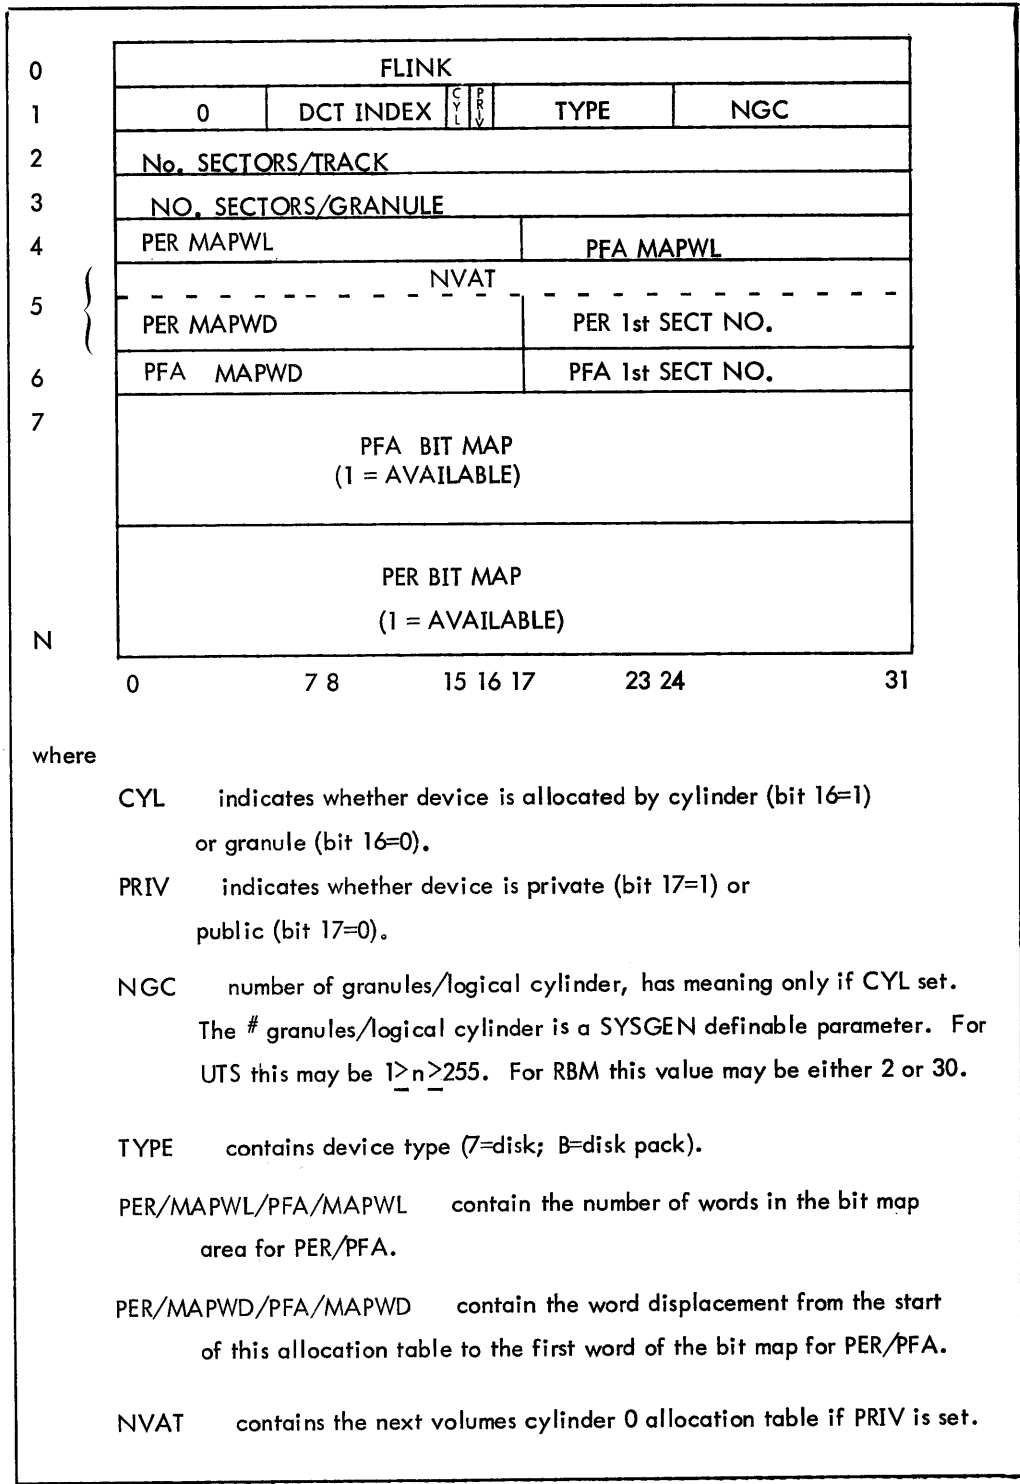 0 FLINK
1 0 DCT INDEX CYL PRIV TYPE NGC
2 No. SECTORS/TRACK
3 NO. SECTORS/GRANULE
4 PER MAPWL PFA MAPWL
NVAT
5 PER MAPWD PER 1st SECT NO.
6 PFA MAPWD PFA 1st SECT NO.
7
PFA BIT MAP
(1 = AVAILABLE)
PER BIT MAP
(1 = AVAILABLE)
N
0 7 8 15 16 17 23 24 31
where
CYL indicates whether device is allocated by cylinder (bit 16=1)
or granule (bit 16=0).
PRIV indicates whether device is private (bit 17=1) or
public (bit 17=0).
NGC number of granules/logical cylinder, has meaning only if CYL set.
The # granules/logical cylinder is a SYSGEN definable parameter. For
UTS this may be 1≥n≥255. For RBM this value may be either 2 or 30.
TYPE contains device type (7=disk; B=disk pack).
PER/MAPWL/PFA/MAPWL contain the number of words in the bit map
area for PER/PFA.
PER/MAPWD/PFA/MAPWD contain the word displacement from the start
of this allocation table to the first word of the bit map for PER/PFA.
NVAT contains the next volumes cylinder 0 allocation table if PRIV is set.